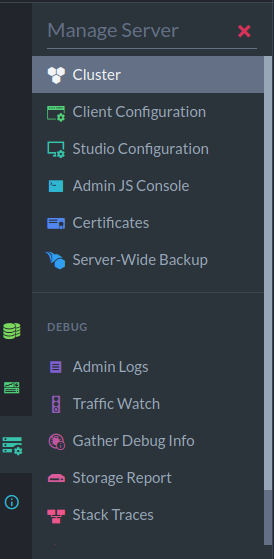 Manage Server
Cluster
Client Configuration
Studio Configuration
Admin JS Console
Certificates
Server-Wide Backup
DEBUG
Admin Logs
Traffic Watch
Gather Debug Info
Storage Report
Stack Traces